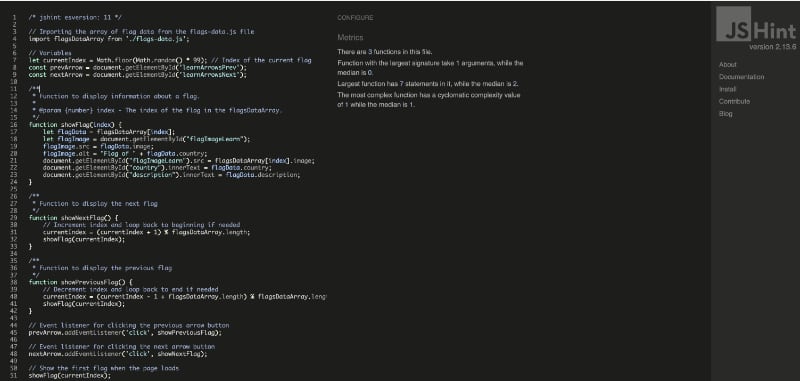 1 /* jshint esversion: 11 */
2
3 // Importing the array of flag data from the flags-data.js file
4 import flagsDataArray from './flags-data.js';
5
6 // Variables
7 let currentIndex = Math.floor(Math.random() * 99); // Index of the current flag
8 const prevArrow = document.getElementById('learnArrowsPrev');
9 const nextArrow = document.getElementById('learnArrowsNext');
10
11 /**
12 * Function to display information about a flag.
13 *
14 * @param {number} index - The index of the flag in the flagsDataArray.
15 */
16 function showFlag(index) {
17 let flagData = flagsDataArray[index];
18 let flagImage = document.getElementById("flagImageLearn");
19 flagImage.src = flagData.image;
20 flagImage.alt = "Flag of " + flagData.country;
21 document.getElementById("flagImageLearn").src = flagsDataArray[index].image;
22 document.getElementById("country").innerText = flagData.country;
23 document.getElementById("description").innerText = flagData.description;
24 }
25
26 /**
27 * Function to display the next flag
28 */
29 function showNextFlag() {
30 // Increment index and loop back to beginning if needed
31 currentIndex = (currentIndex + 1) % flagsDataArray.length;
32 showFlag(currentIndex);
33 }
34
35 /**
36 * Function to display the previous flag
37 */
38 function showPreviousFlag() {
39 // Decrement index and loop back to end if needed
40 currentIndex = (currentIndex - 1 + flagsDataArray.length) % flagsDataArray.leng
41 showFlag(currentIndex);
42 }
43
44 // Event listener for clicking the previous arrow button
45 prevArrow.addEventListener('click', showPreviousFlag);
46
47 // Event listener for clicking the next arrow button
48 nextArrow.addEventListener('click', showNextFlag);
49
50 // Show the first flag when the page loads
51 showFlag(currentIndex);
CONFIGURE
Metrics
There are 3 functions in this file.
Function with the largest signature take 1 arguments, while the
median is 0.
Largest function has 7 statements in it, while the median is 2.
The most complex function has a cyclomatic complexity value
of 1 while the median is 1.
JSHint
version 2.13.6
About
Documentation
Install
Contribute
Blog